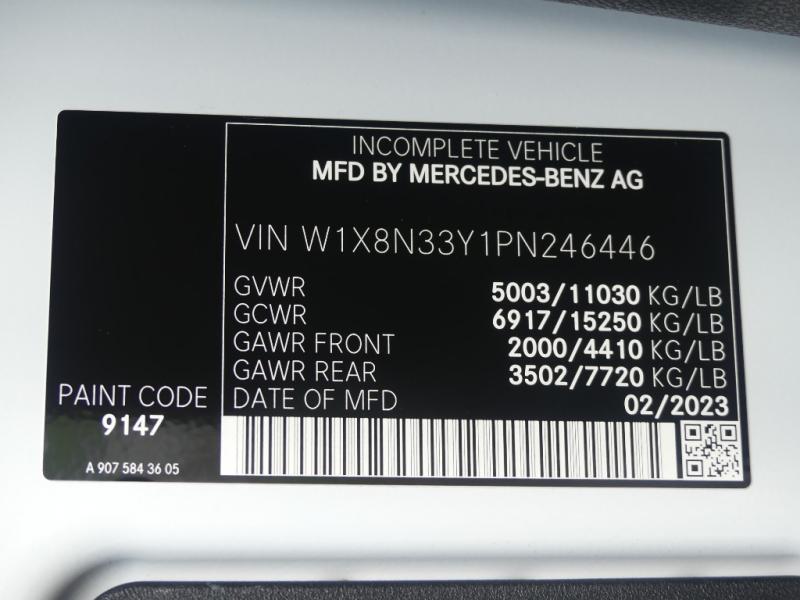 INCOMPLETE VEHICLE
MFD BY MERCEDES-BENZ AG
VIN W1X8N33Y1PN246446
GVWR 5003/11030 KG/LB
GCWR 6917/15250 KG/LB
GAWR FRONT 2000/4410 KG/LB
GAWR REAR 3502/7720 KG/LB
DATE OF MFD 02/2023
PAINT CODE
9147
A 907 584 36 05